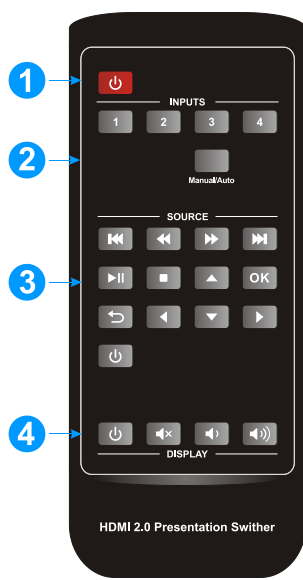 1
INPUTS
1 2 3 4
2
Manual/Auto
SOURCE
3
OK
4
DISPLAY
HDMI 2.0 Presentation Swither